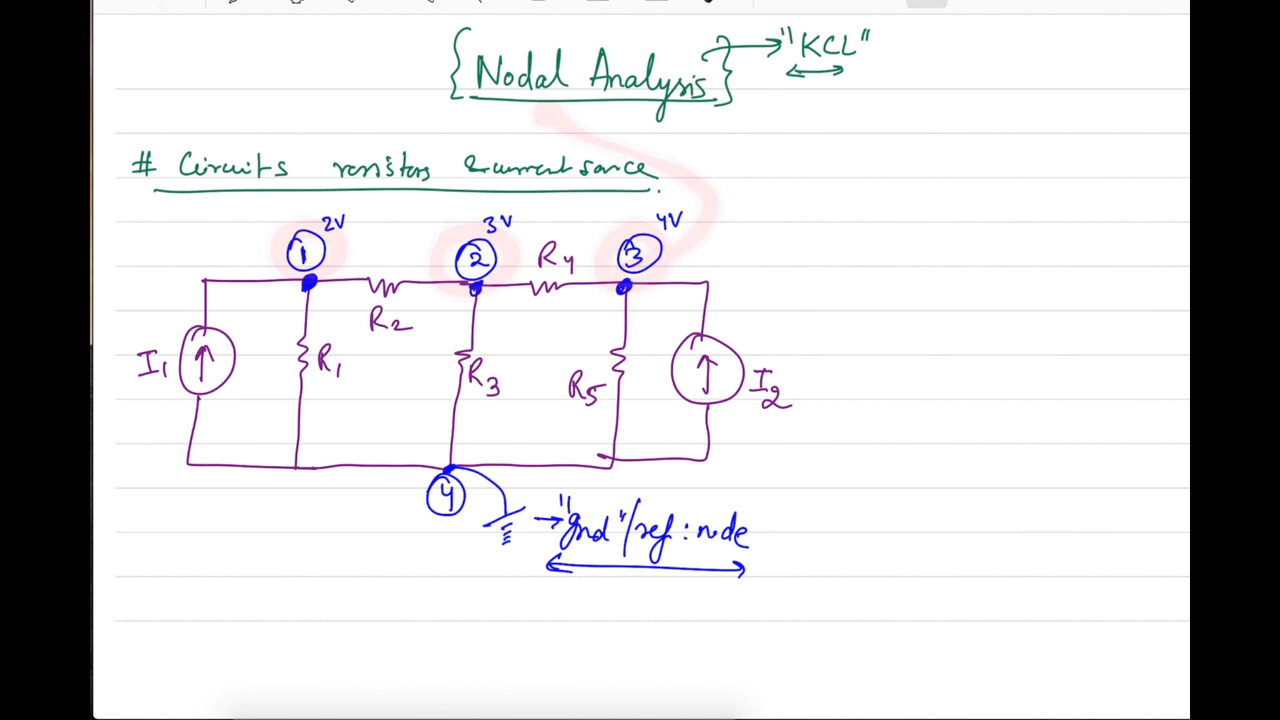 {Nodal Analysis} → "KCL"
# Circuits resistors & current source.
2V 3V 4V
1 2 R4 3
R2
I1 R1 R3 R5 I2
4
→ "gnd"/ref: node